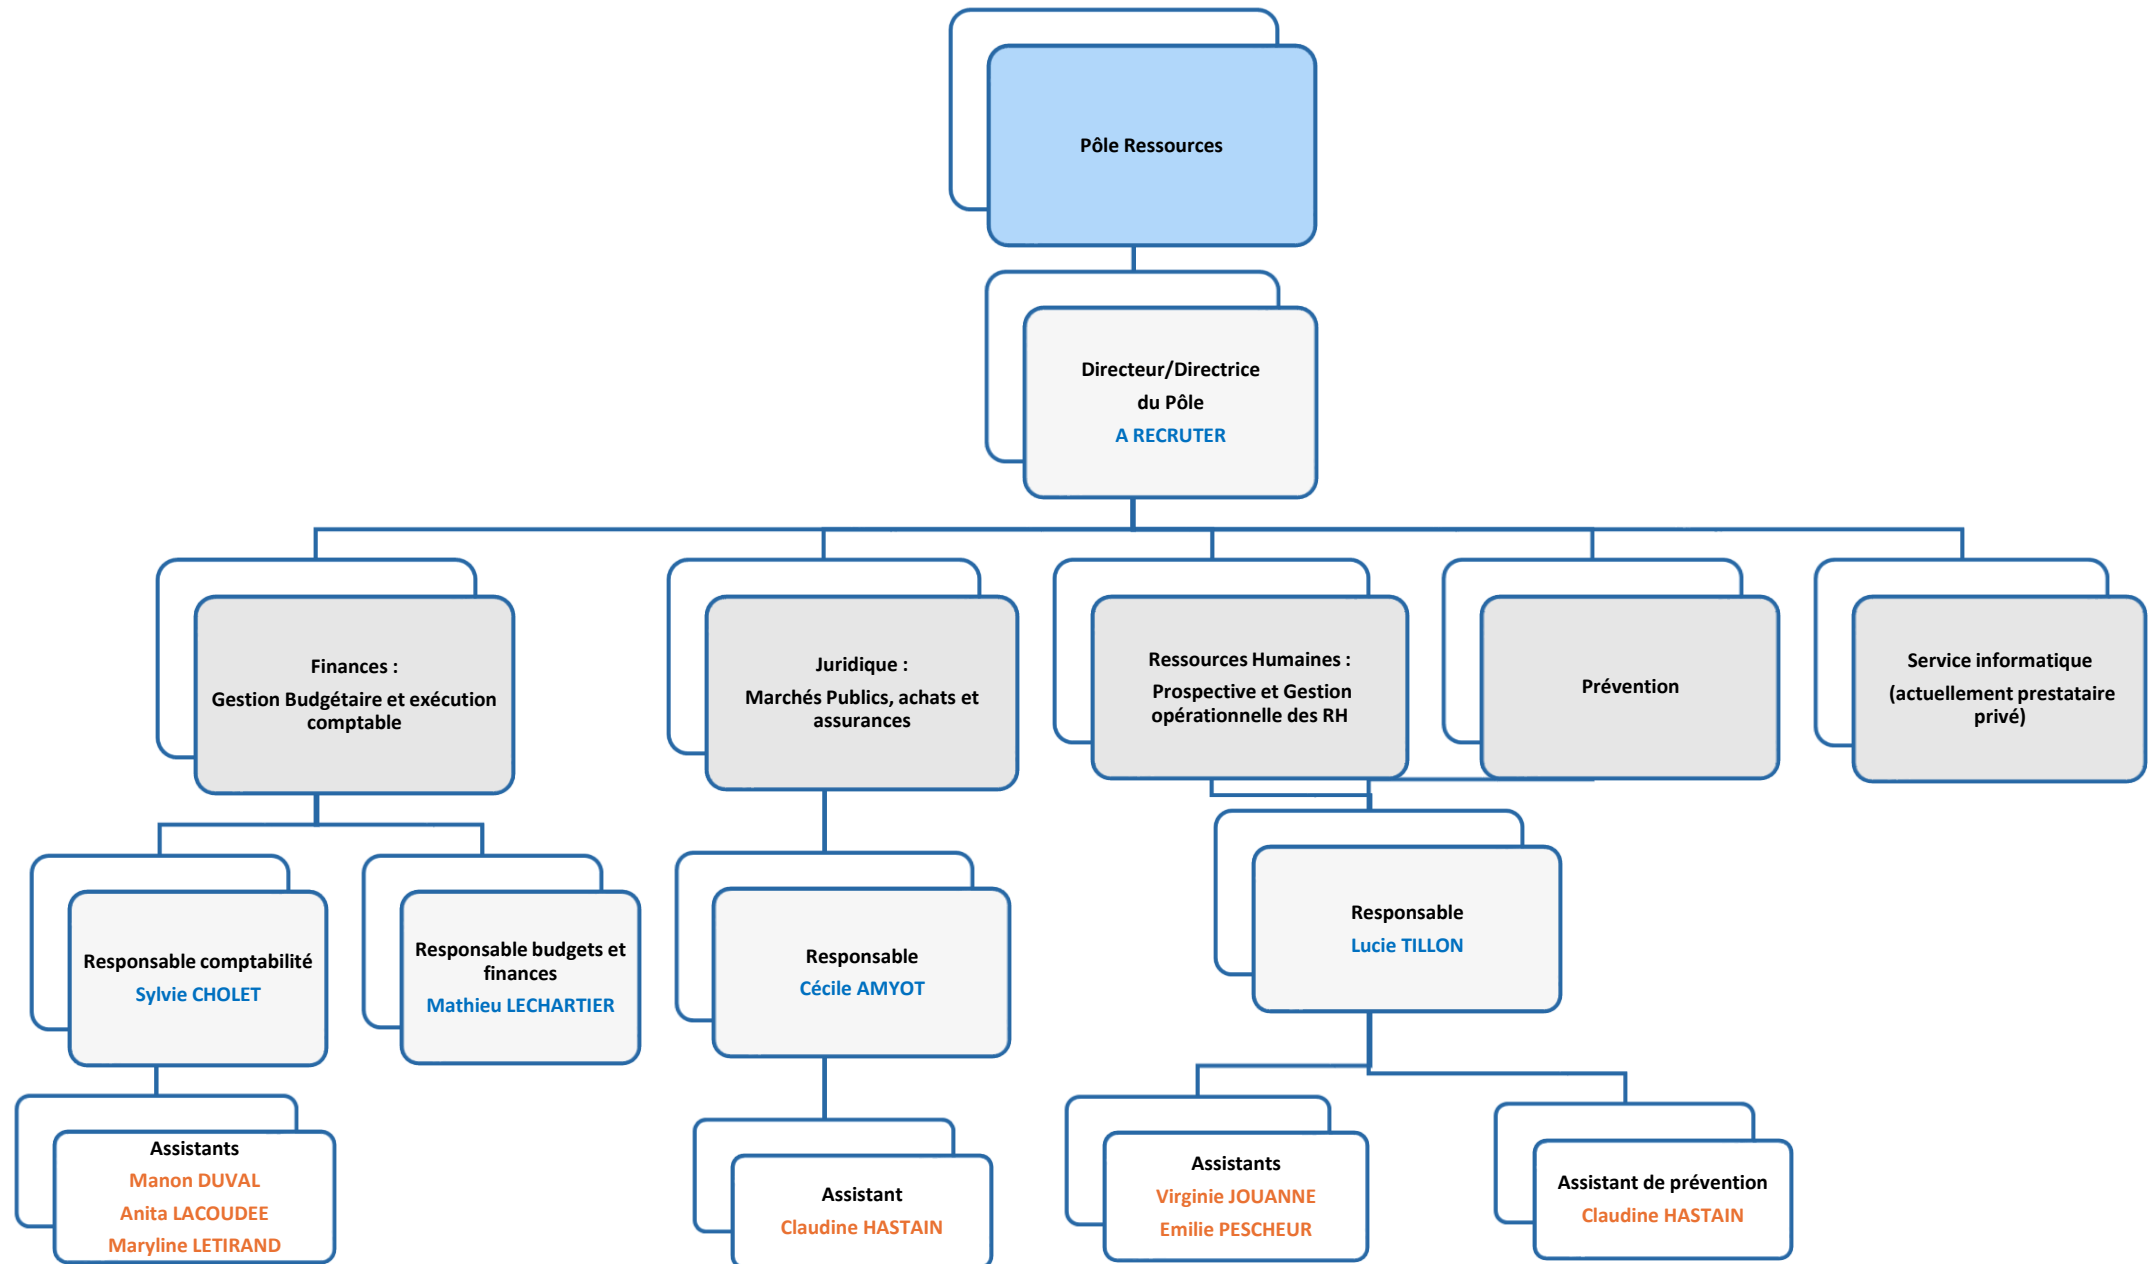 Pôle Ressources
Directeur/Directrice
du Pôle
A RECRUTER
Finances :
Gestion Budgétaire et exécution
comptable
Juridique :
Marchés Publics, achats et
assurances
Ressources Humaines :
Prospective et Gestion
opérationnelle des RH
Prévention
Service informatique
(actuellement prestataire
privé)
Responsable comptabilité
Sylvie CHOLET
Responsable budgets et
finances
Mathieu LECHARTIER
Responsable
Cécile AMYOT
Responsable
Lucie TILLON
Assistants
Manon DUVAL
Anita LACOUDEE
Maryline LETIRAND
Assistant
Claudine HASTAIN
Assistants
Virginie JOUANNE
Emilie PESCHEUR
Assistant de prévention
Claudine HASTAIN